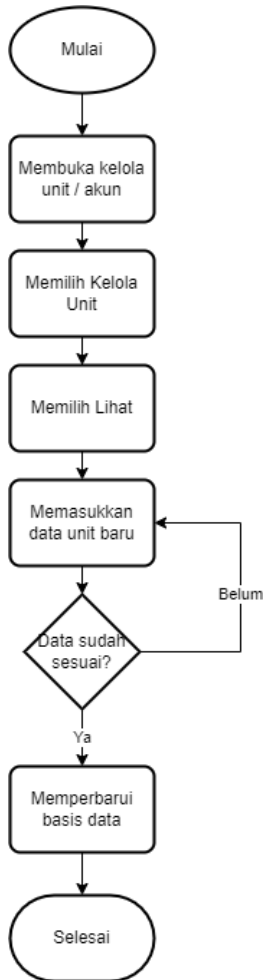 Mulai
Membuka kelola
unit / akun
Memilih Kelola
Unit
Memilih Lihat
Memasukkan
data unit baru
Belum
Data sudah
sesuai?
Ya
Memperbarui
basis data
Selesai